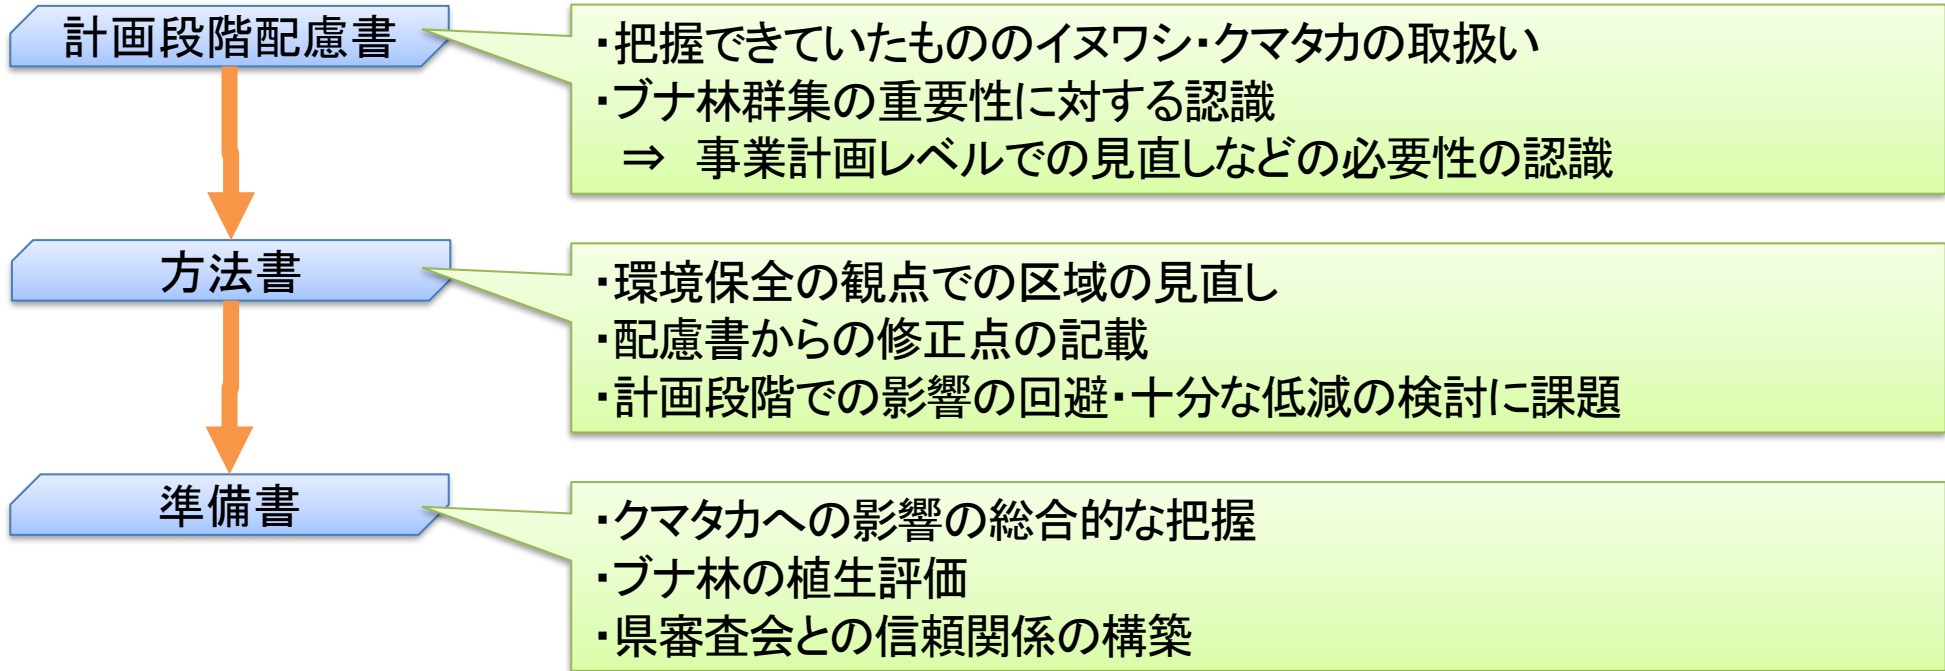 計画段階配慮書
・把握できていたもののイヌワシ・クマタカの取扱い
・ブナ林群集の重要性に対する認識
⇒ 事業計画レベルでの見直しなどの必要性の認識
方法書
・環境保全の観点での区域の見直し
・配慮書からの修正点の記載
・計画段階での影響の回避・十分な低減の検討に課題
準備書
・クマタカへの影響の総合的な把握
・ブナ林の植生評価
・県審査会との信頼関係の構築